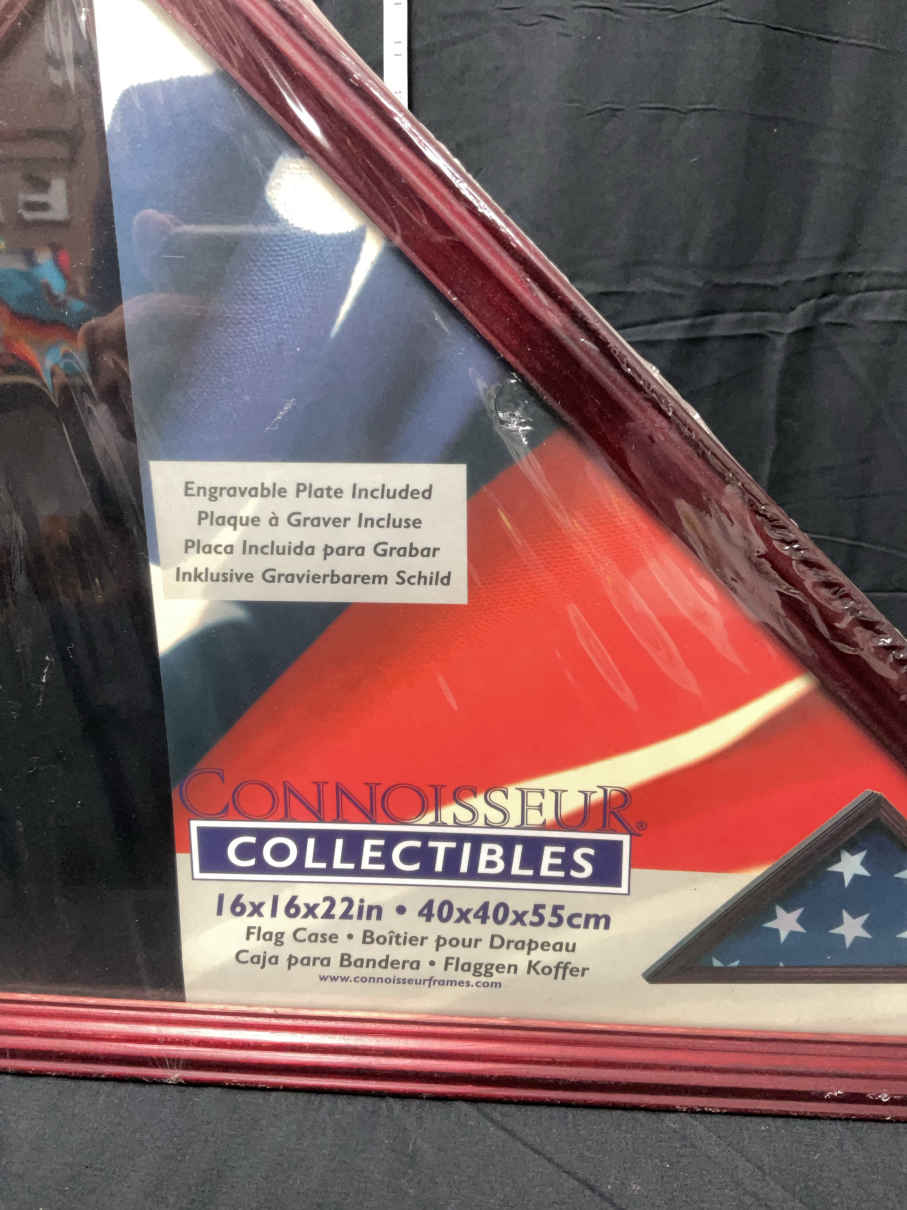 Engravable Plate Included
Plaque à Graver Incluse
Placa Incluida para Grabar
Inklusive Gravierbarem Schild
CONNOISSEUR®
COLLECTIBLES
16x16x22in • 40x40x55cm
Flag Case • Boîtier pour Drapeau
Caja para Bandera • Flaggen Koffer
www.connoisseurframes.com